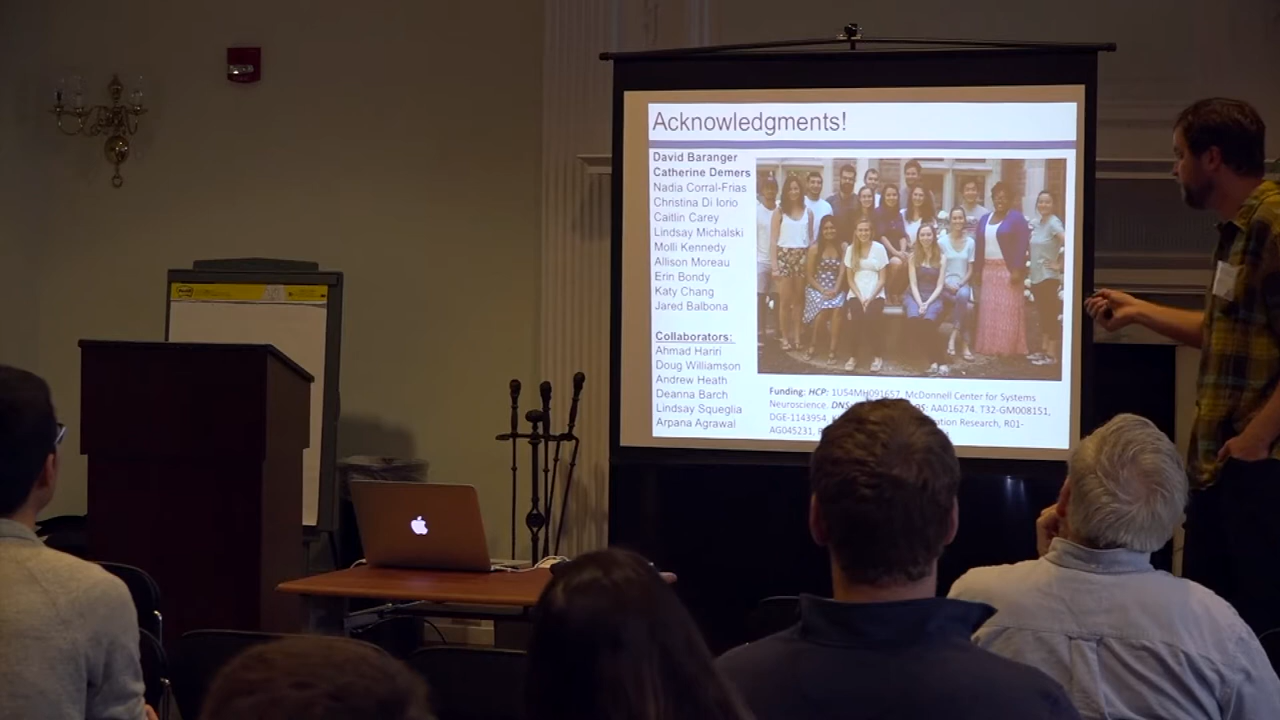 Acknowledgments!
David Baranger
Catherine Demers
Nadia Corral-Frias
Christina Di Iorio
Caitlin Carey
Lindsay Michalski
Molli Kennedy
Allison Moreau
Erin Bondy
Katy Chang
Jared Balbona
Collaborators:
Ahmad Hariri
Doug Williamson
Andrew Heath
Deanna Barch
Lindsay Squeglia
Arpana Agrawal
Funding: HCP: 1U54MH091657, McDonnell Center for Systems
Neuroscience. AA016274, T32-GM008151,
DGE-1143954, Research, R01-
AG045231,